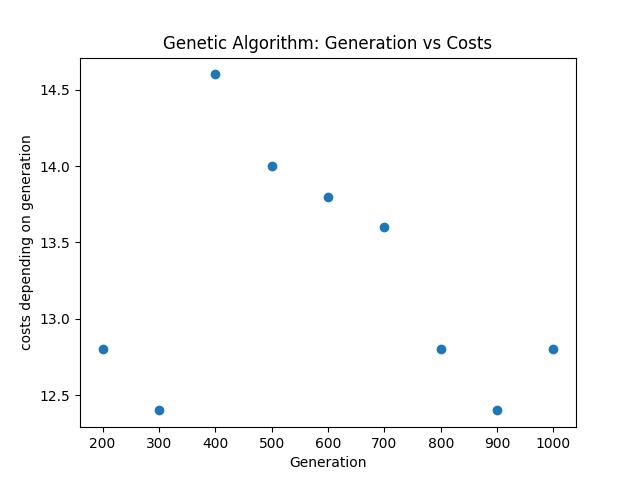 Genetic Algorithm: Generation vs Costs
14.5
14.0
13.5
13.0
12.5
costs depending on generation
200 300 400 500 600 700 800 900 1000
Generation